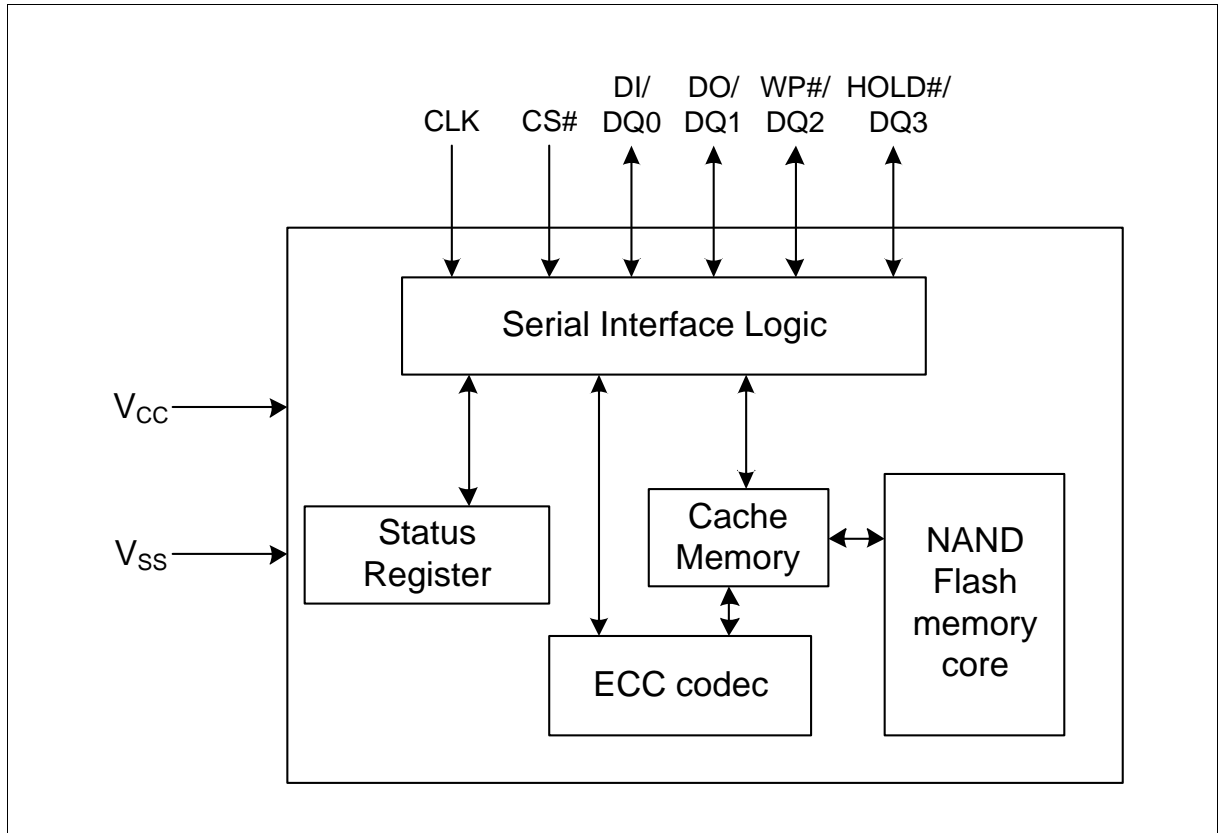 DI/ DO/ WP#/ HOLD#/
CLK CS# DQ0 DQ1 DQ2 DQ3
Serial Interface Logic
VCC
VSS
Status
Register
Cache
Memory
NAND
Flash
memory
core
ECC codec